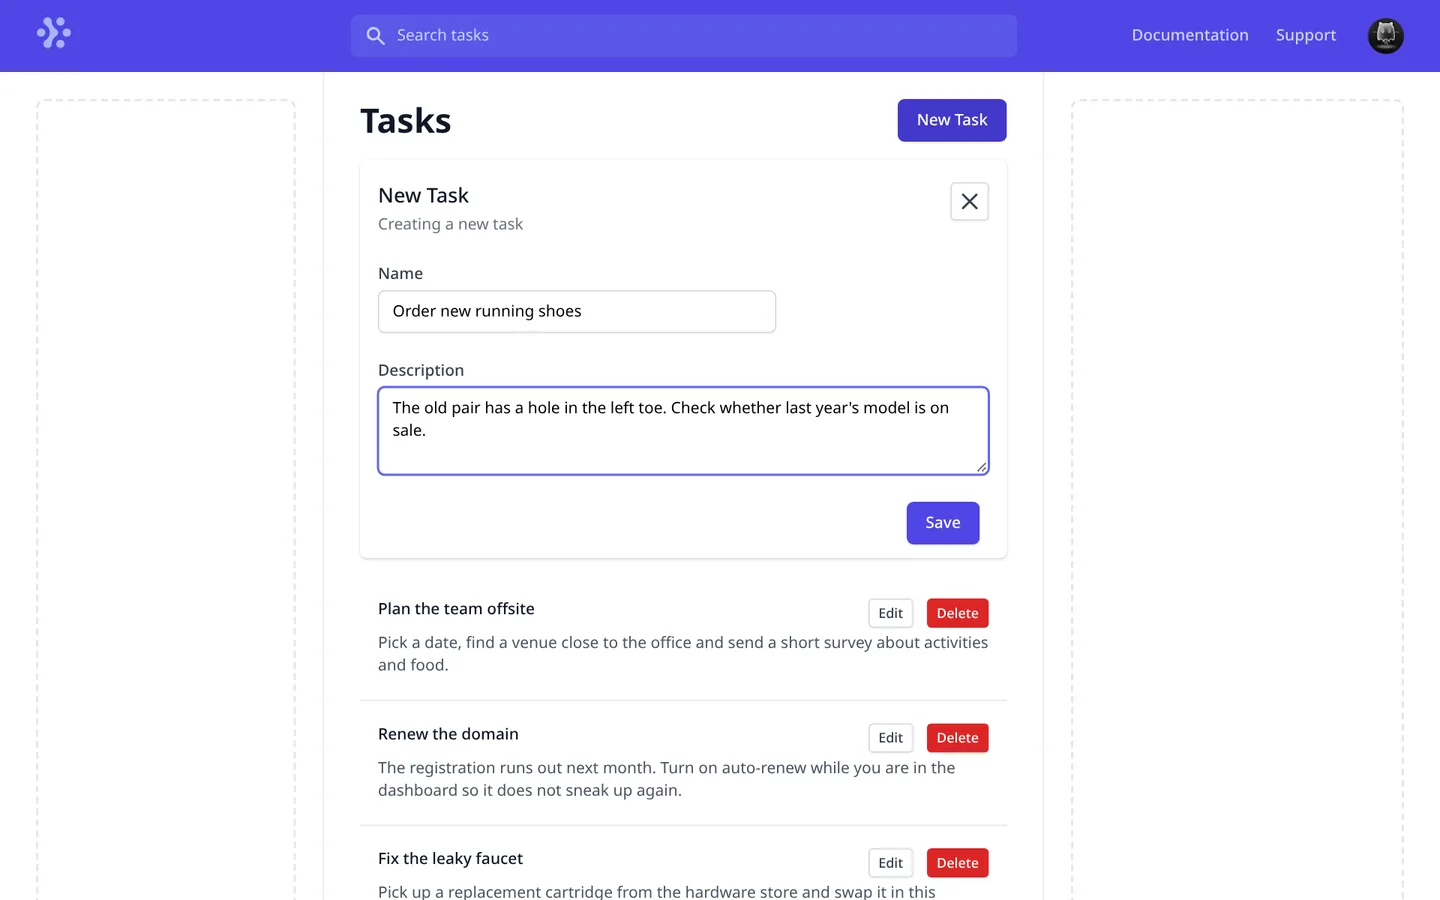 Search tasks
Documentation
Support
Tasks
New Task
New Task
Creating a new task
Name
Order new running shoes
Description
The old pair has a hole in the left toe. Check whether last year's model is on
sale.
Save
Plan the team offsite
Edit
Delete
Pick a date, find a venue close to the office and send a short survey about activities
and food.
Renew the domain
Edit
Delete
The registration runs out next month. Turn on auto-renew while you are in the
dashboard so it does not sneak up again.
Fix the leaky faucet
Edit
Delete
Pick up a replacement cartridge from the hardware store and swap it in this